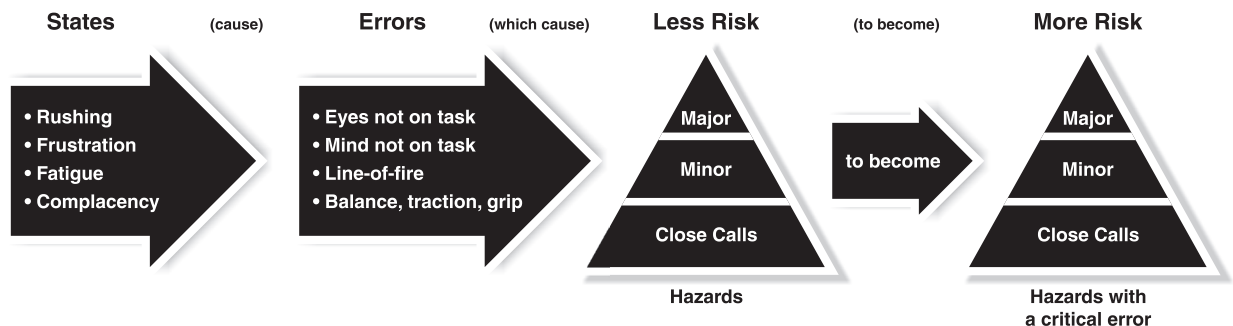 States (cause) Errors (which cause) Less Risk (to become) More Risk
• Rushing
• Frustration
• Fatigue
• Complacency
• Eyes not on task
• Mind not on task
• Line-of-fire
• Balance, traction, grip
Major
Minor
Close Calls
Hazards
to become
Major
Minor
Close Calls
Hazards with
a critical error